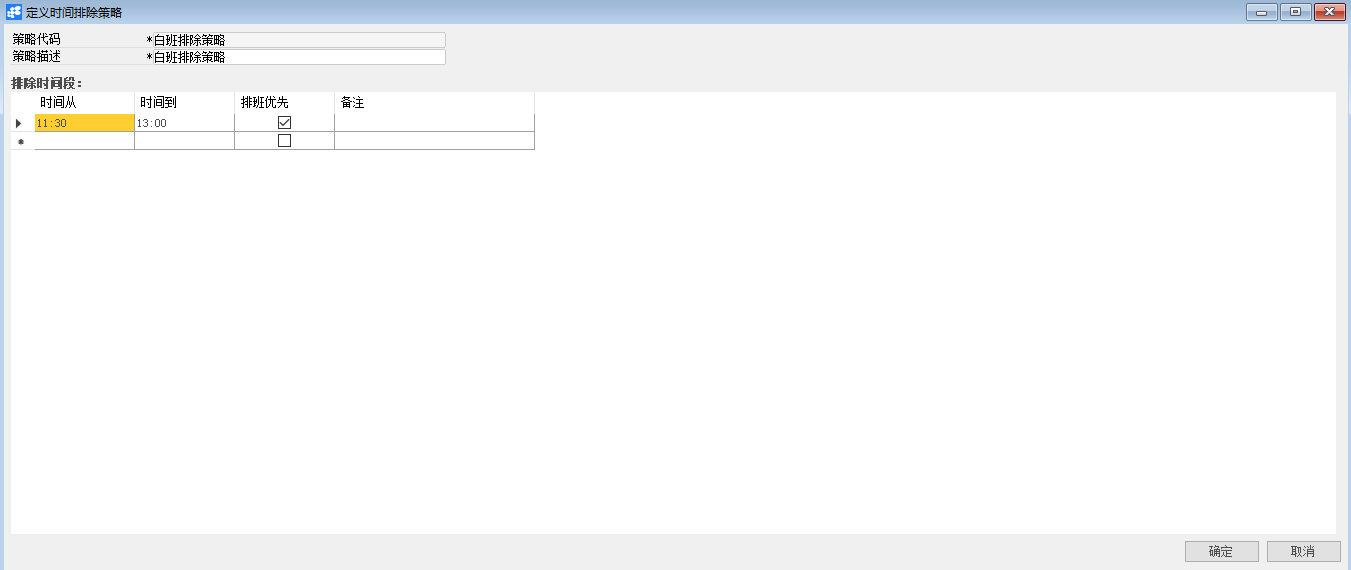 定义时间排除策略
策略代码 *白班排除策略
策略描述 *白班排除策略
排除时间段:
时间从 时间到 排班优先 备注
11:30 13:00
确定 取消